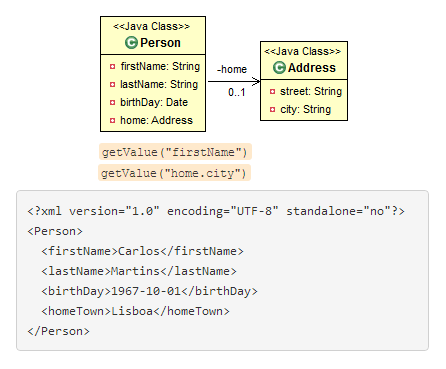 <<Java Class>>
Person
firstName: String
lastName: String
birthDay: Date
home: Address
-home
0..1
<<Java Class>>
Address
street: String
city: String
getValue("firstName")
getValue("home.city")
<?xml version="1.0" encoding="UTF-8" standalone="no"?>
<Person>
  <firstName>Carlos</firstName>
  <lastName>Martins</lastName>
  <birthDay>1967-10-01</birthDay>
  <homeTown>Lisboa</homeTown>
</Person>